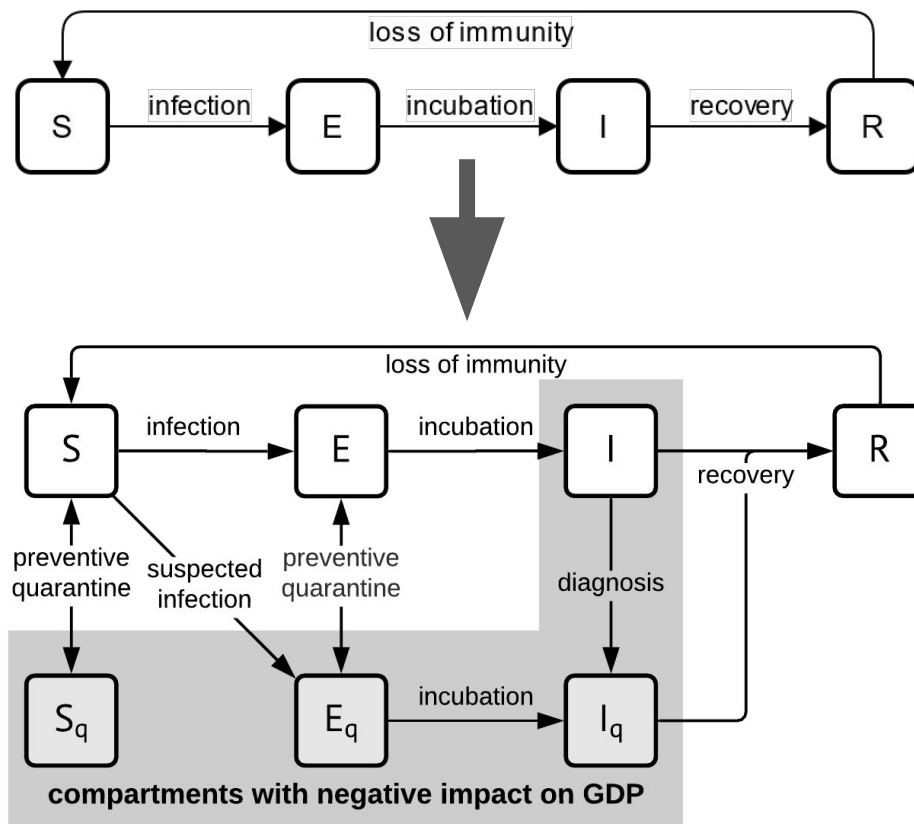 loss of immunity
S
infection
E
incubation
I
recovery
R
loss of immunity
S
infection
E
incubation
I
recovery
R
preventive
quarantine
suspected
infection
preventive
quarantine
diagnosis
Sq
Eq
incubation
Iq
compartments with negative impact on GDP